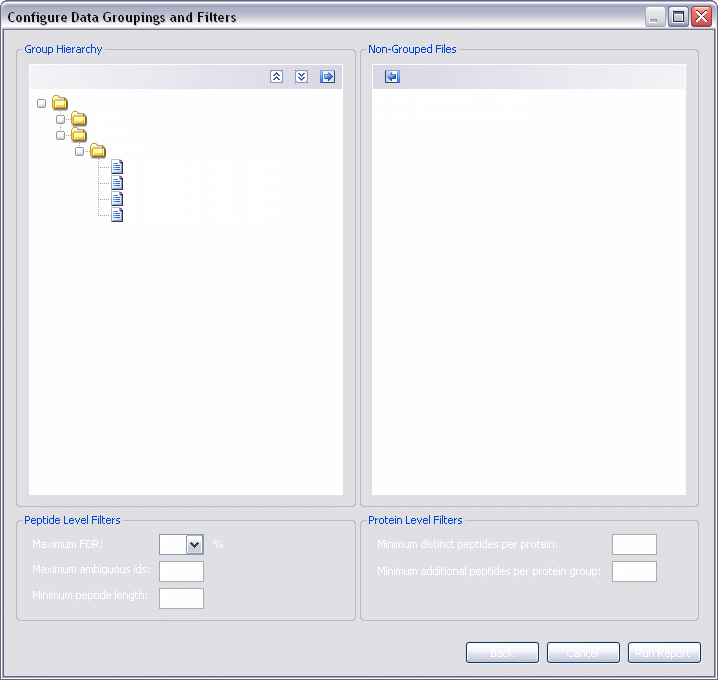 Configure Data Groupings and Filters
Group Hierarchy
Non-Grouped Files
Peptide Level Filters
Maximum FDR: %
Maximum ambiguous ids:
Minimum peptide length:
Protein Level Filters
Minimum distinct peptides per protein:
Minimum additional peptides per protein group:
Back Cancel Run Report